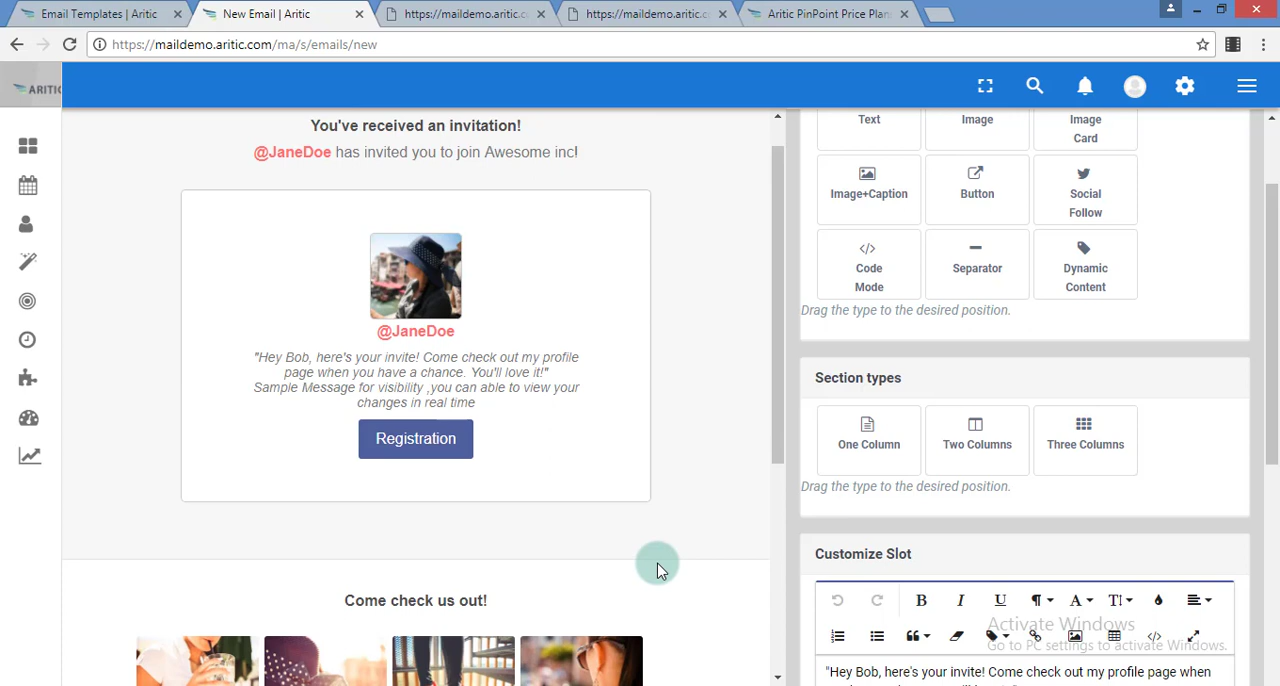 Email Templates | Aritic
New Email | Aritic
https://maildemo.aritic.c
https://maildemo.aritic.c
Aritic PinPoint Price Plan
https://maildemo.aritic.com/ma/s/emails/new
ARITIC
You've received an invitation!
@JaneDoe has invited you to join Awesome inc!
@JaneDoe
"Hey Bob, here's your invite! Come check out my profile
page when you have a chance. You'll love it!"
Sample Message for visibility ,you can able to view your
changes in real time
Registration
Come check us out!
Text
Image
Image
Card
Image+Caption
Button
Social
Follow
Code
Mode
Separator
Dynamic
Content
Drag the type to the desired position.
Section types
One Column
Two Columns
Three Columns
Drag the type to the desired position.
Customize Slot
Activate Windows
Go to PC settings to activate Windows.
"Hey Bob, here's your invite! Come check out my profile page when